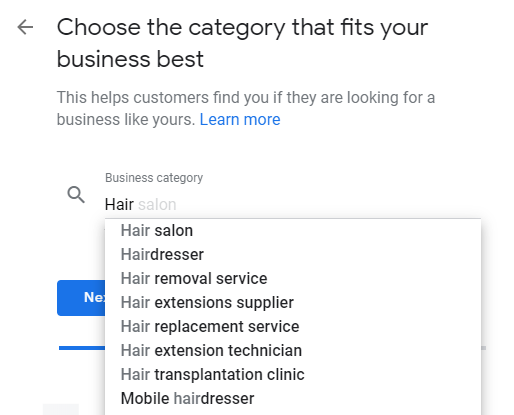 Choose the category that fits your
business best
This helps customers find you if they are looking for a
business like yours. Learn more
Business category
Hair salon
Hair salon
Hairdresser
Hair removal service
Hair extensions supplier
Nex
Hair replacement service
Hair extension technician
Hair transplantation clinic
Mobile hairdresser